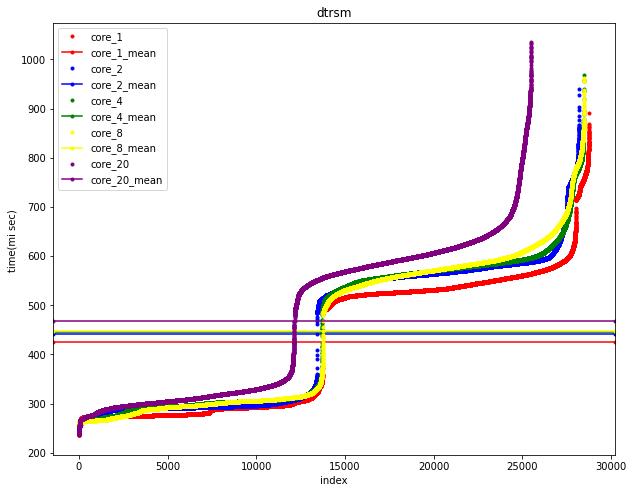 dtrsm
core_1
core_1_mean
core_2
core_2_mean
core_4
core_4_mean
core_8
core_8_mean
core_20
core_20_mean
1000
900
800
700
600
500
400
300
200
time(mi sec)
0 5000 10000 15000 20000 25000 30000
index